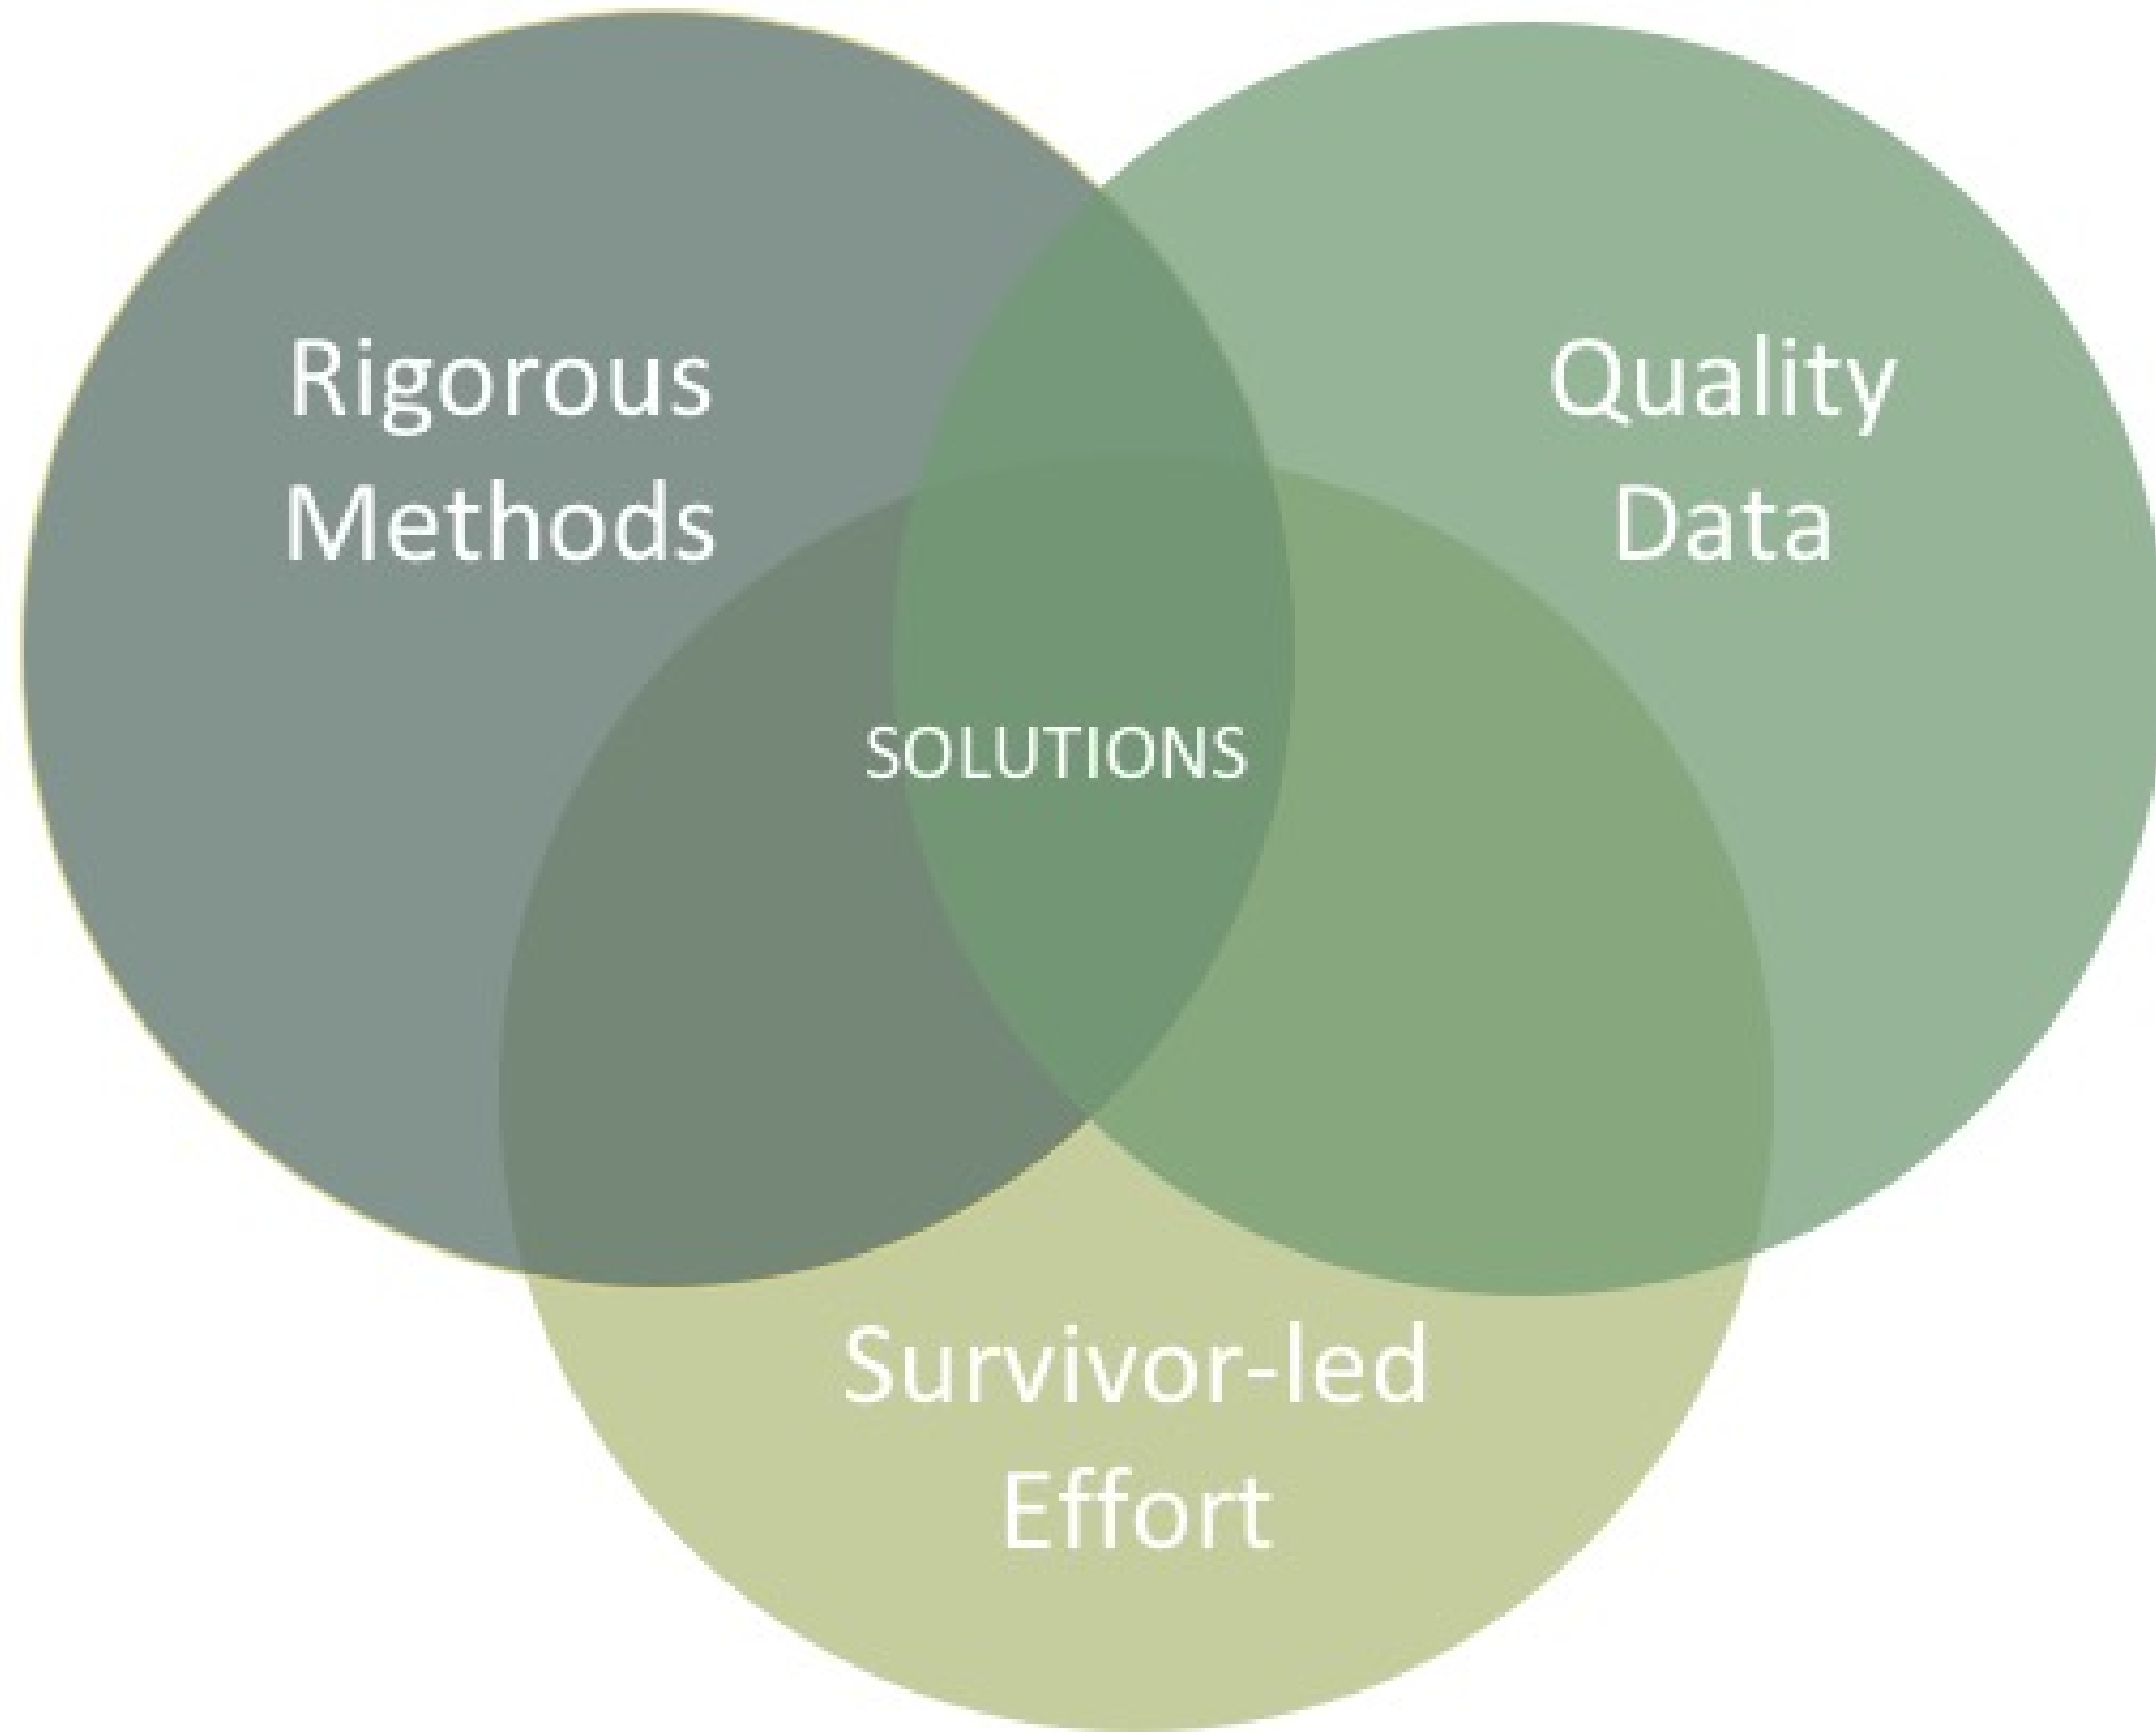 Rigorous
Methods
Quality
Data
SOLUTIONS
Survivor-led
Effort